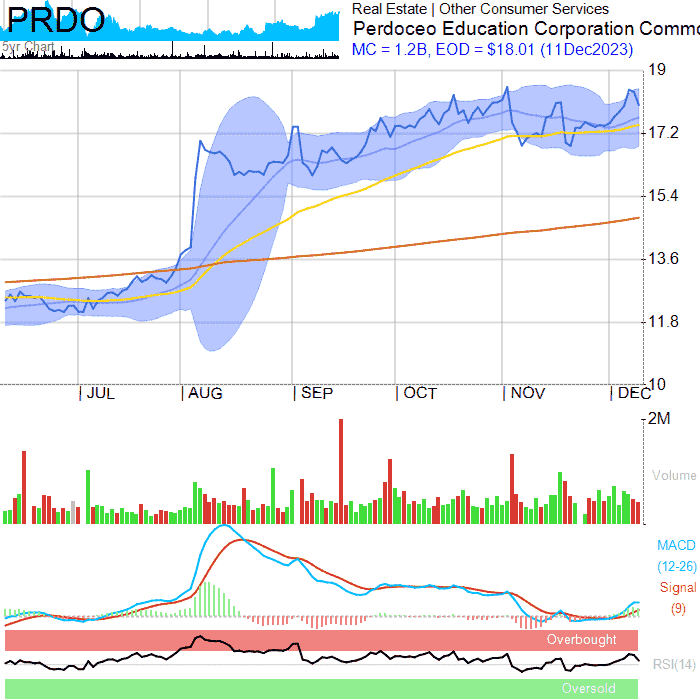 PRDO
5yr Chart
Real Estate | Other Consumer Services
Perdoceo Education Corporation Commo
MC = 1.2B, EOD = $18.01 (11Dec2023)
19
17.2
15.4
13.6
11.8
10
JUL AUG SEP OCT NOV DEC
2M
Volume
MACD
(12-26)
Signal
(9)
Overbought
RSI(14)
Oversold